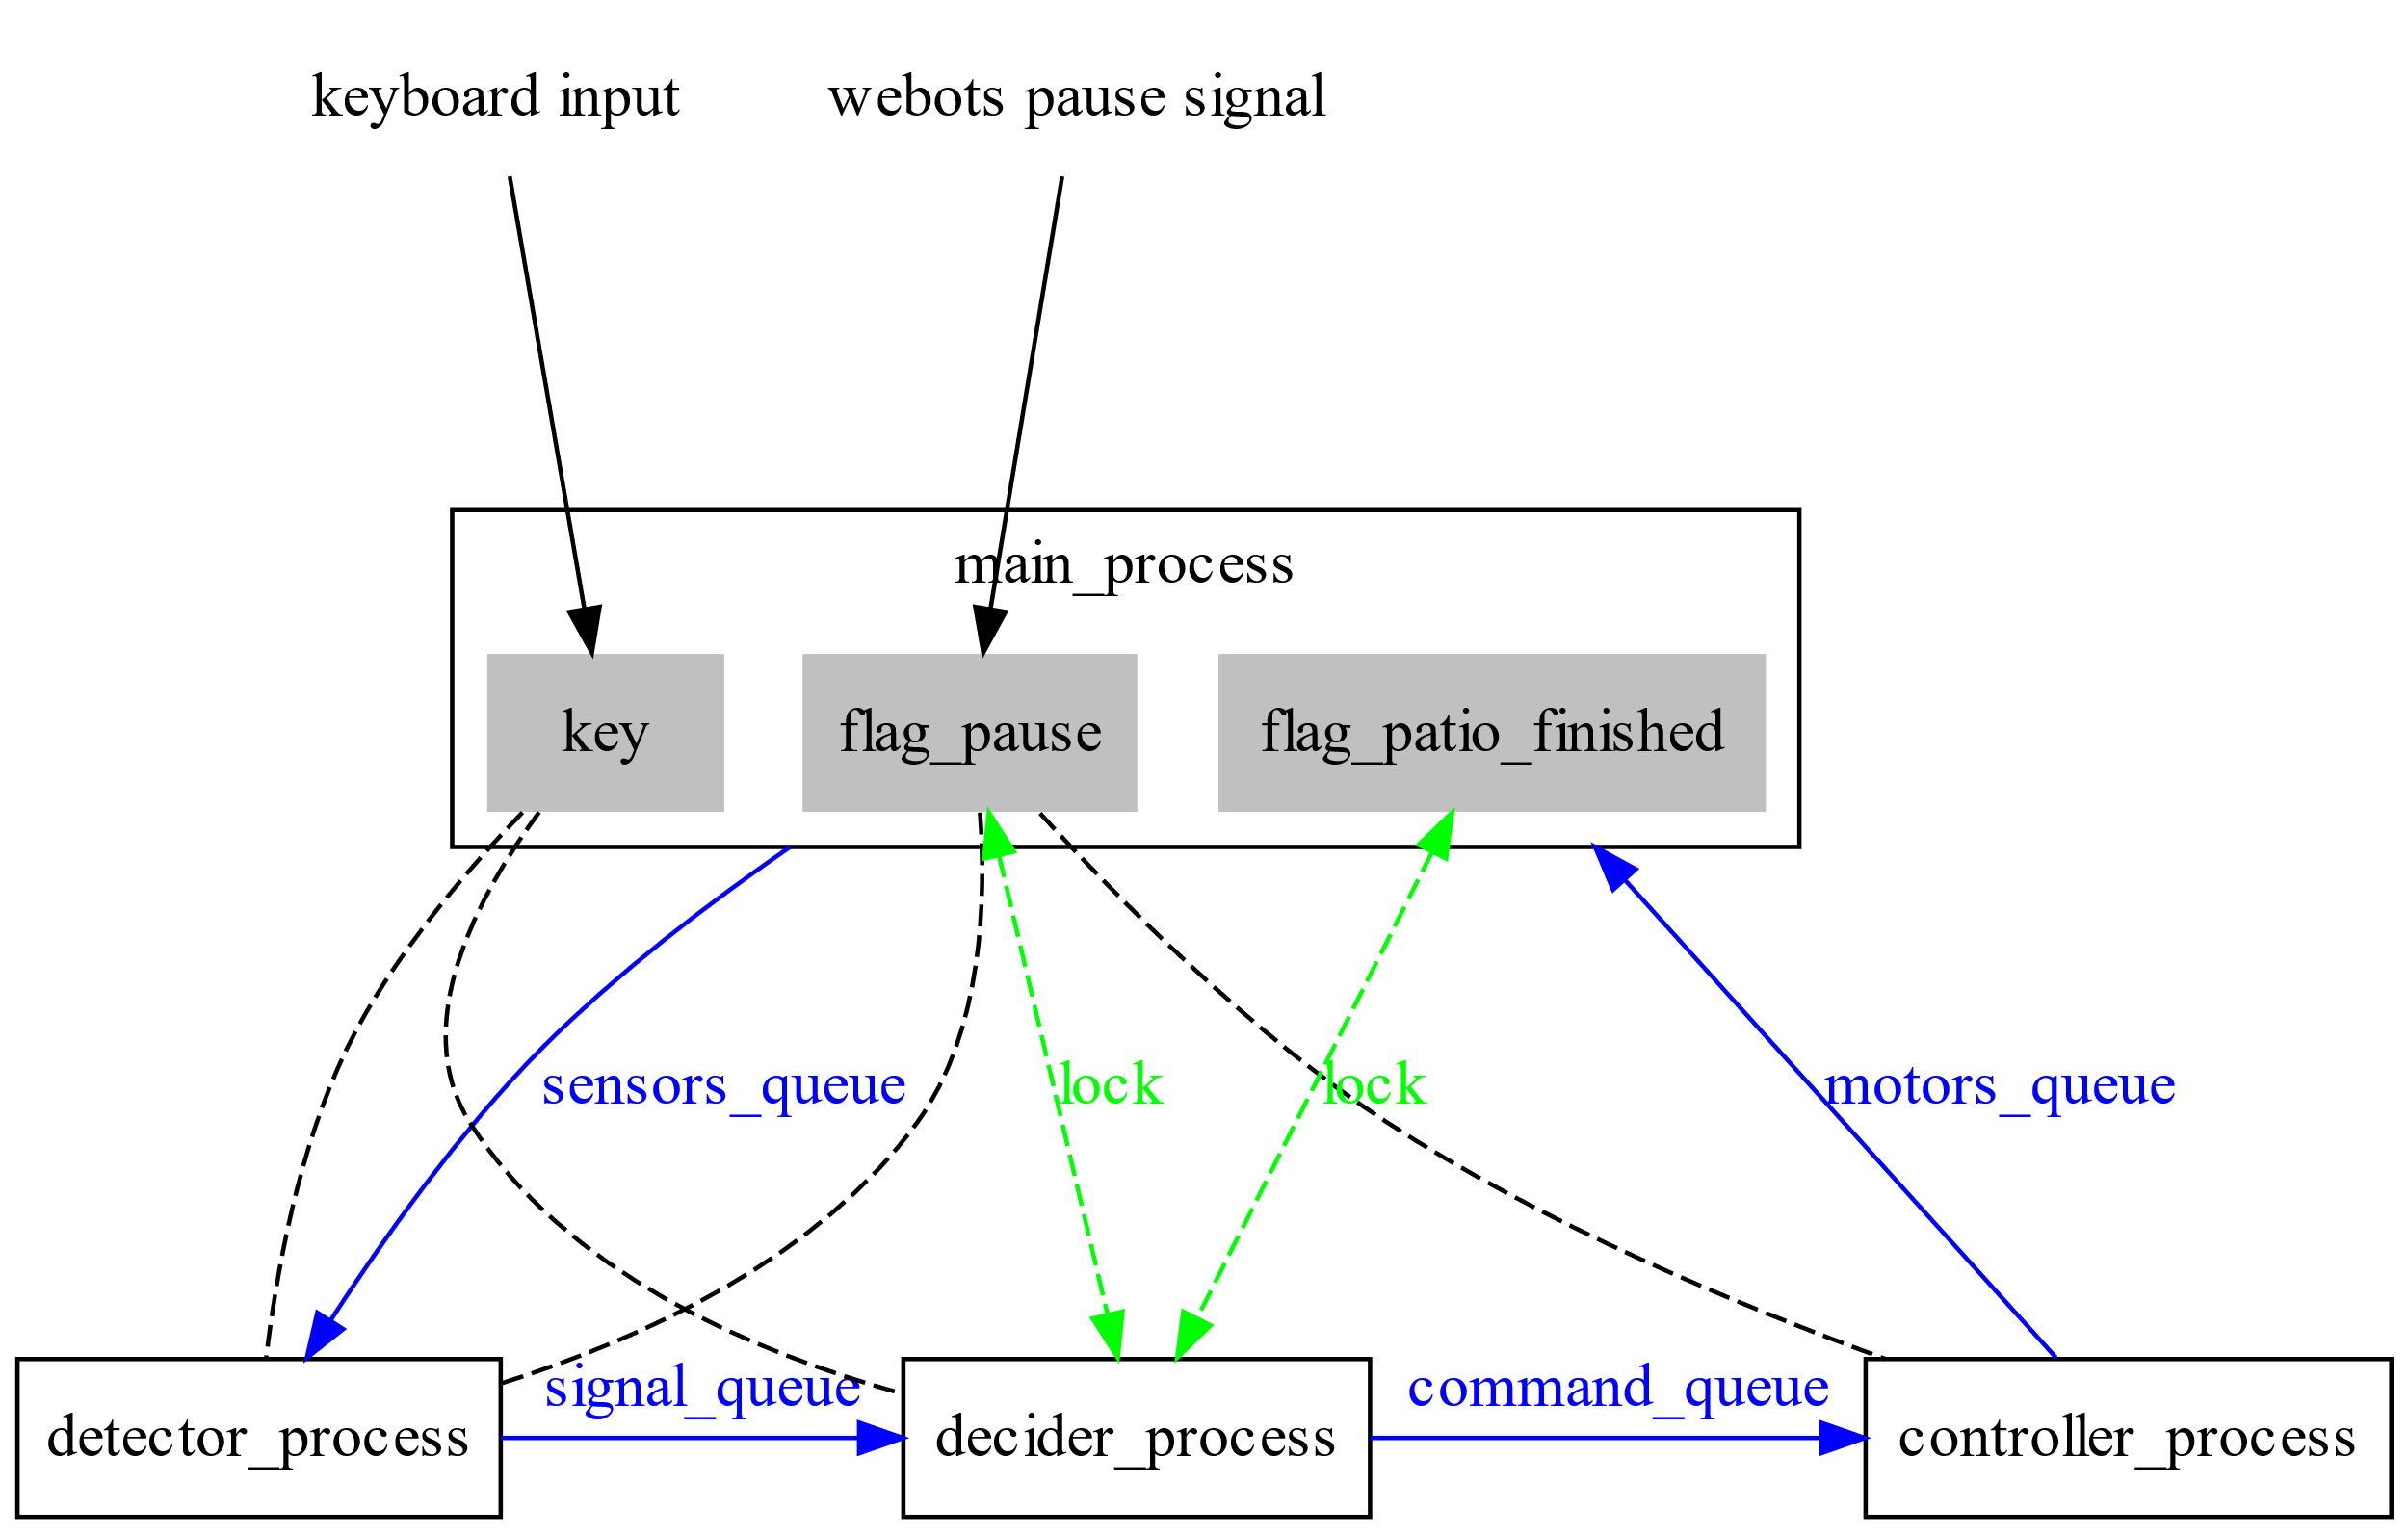 keyboard input
webots pause signal
main_process
key
flag_pause
flag_patio_finished
sensors_queue
lock
lock
motors_queue
signal_queue
command_queue
detector_process
decider_process
controller_process